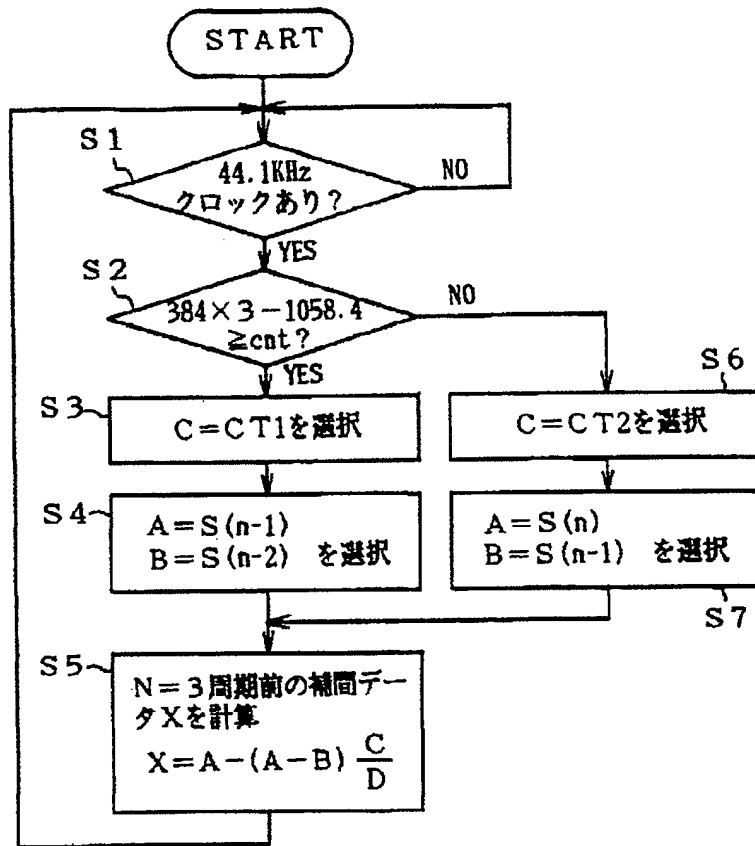 START
S1
44.1KHz
クロックあり?
NO
YES
S2
384×3－1058.4
≧cnt?
NO
YES
S3
C＝CT1を選択
S6
C＝CT2を選択
S4
A＝S(n-1)
B＝S(n-2) を選択
A＝S(n)
B＝S(n-1) を選択
S7
S5
N＝3周期前の補間デー
タXを計算
X＝A－(A－B) C/D